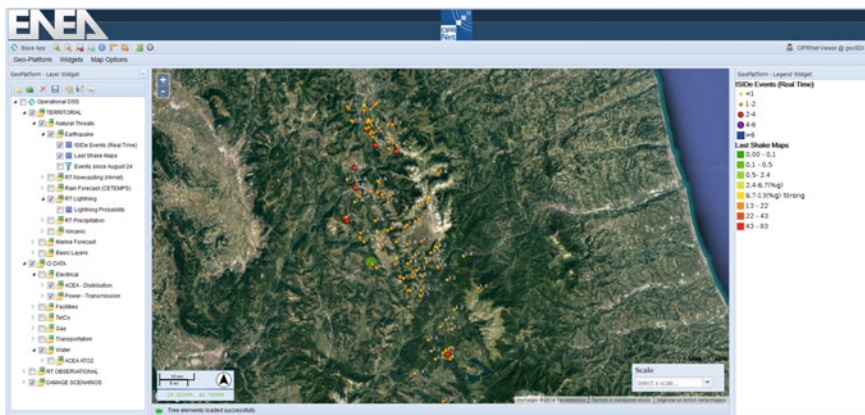 ENEA
CIPR
Net
Base App
CIPRNet Viewer @ geoSDI
Geo-Platform Widgets Map Options
GeoPlatform - Layer Widget
Operational DSS
TERRITORIAL
Natural Threats
Earthquake
ISIDe Events (Real Time)
Last Shake Maps
Events since August 24
RT Nowcasting (Himet)
Rain Forecast (CETEMPS)
RT Lightning
Lightning Probability
RT Precipitation
Volcanic
Marine Forecast
Basic Layers
CI DATA
Electrical
ACEA - Distribution
Power - Transmission
Facilities
TelCo
Gas
Transportation
Water
ACEA ATO2
RT OBSERVATIONAL
DAMAGE SCENARIOS
+
-
10 km
5 mi
Scale
Select a scale...
Tree elements loaded successfully
GeoPlatform - Legend Widget
ISIDe Events (Real Time)
<1
1-2
2-4
4-6
>6
Last Shake Maps
0,00 - 0,1
0,1 - 0,5
0,5- 2,4
2,4-6,7(%g)
6,7-13(%g) Strong
13 - 22
22 - 43
43 - 83